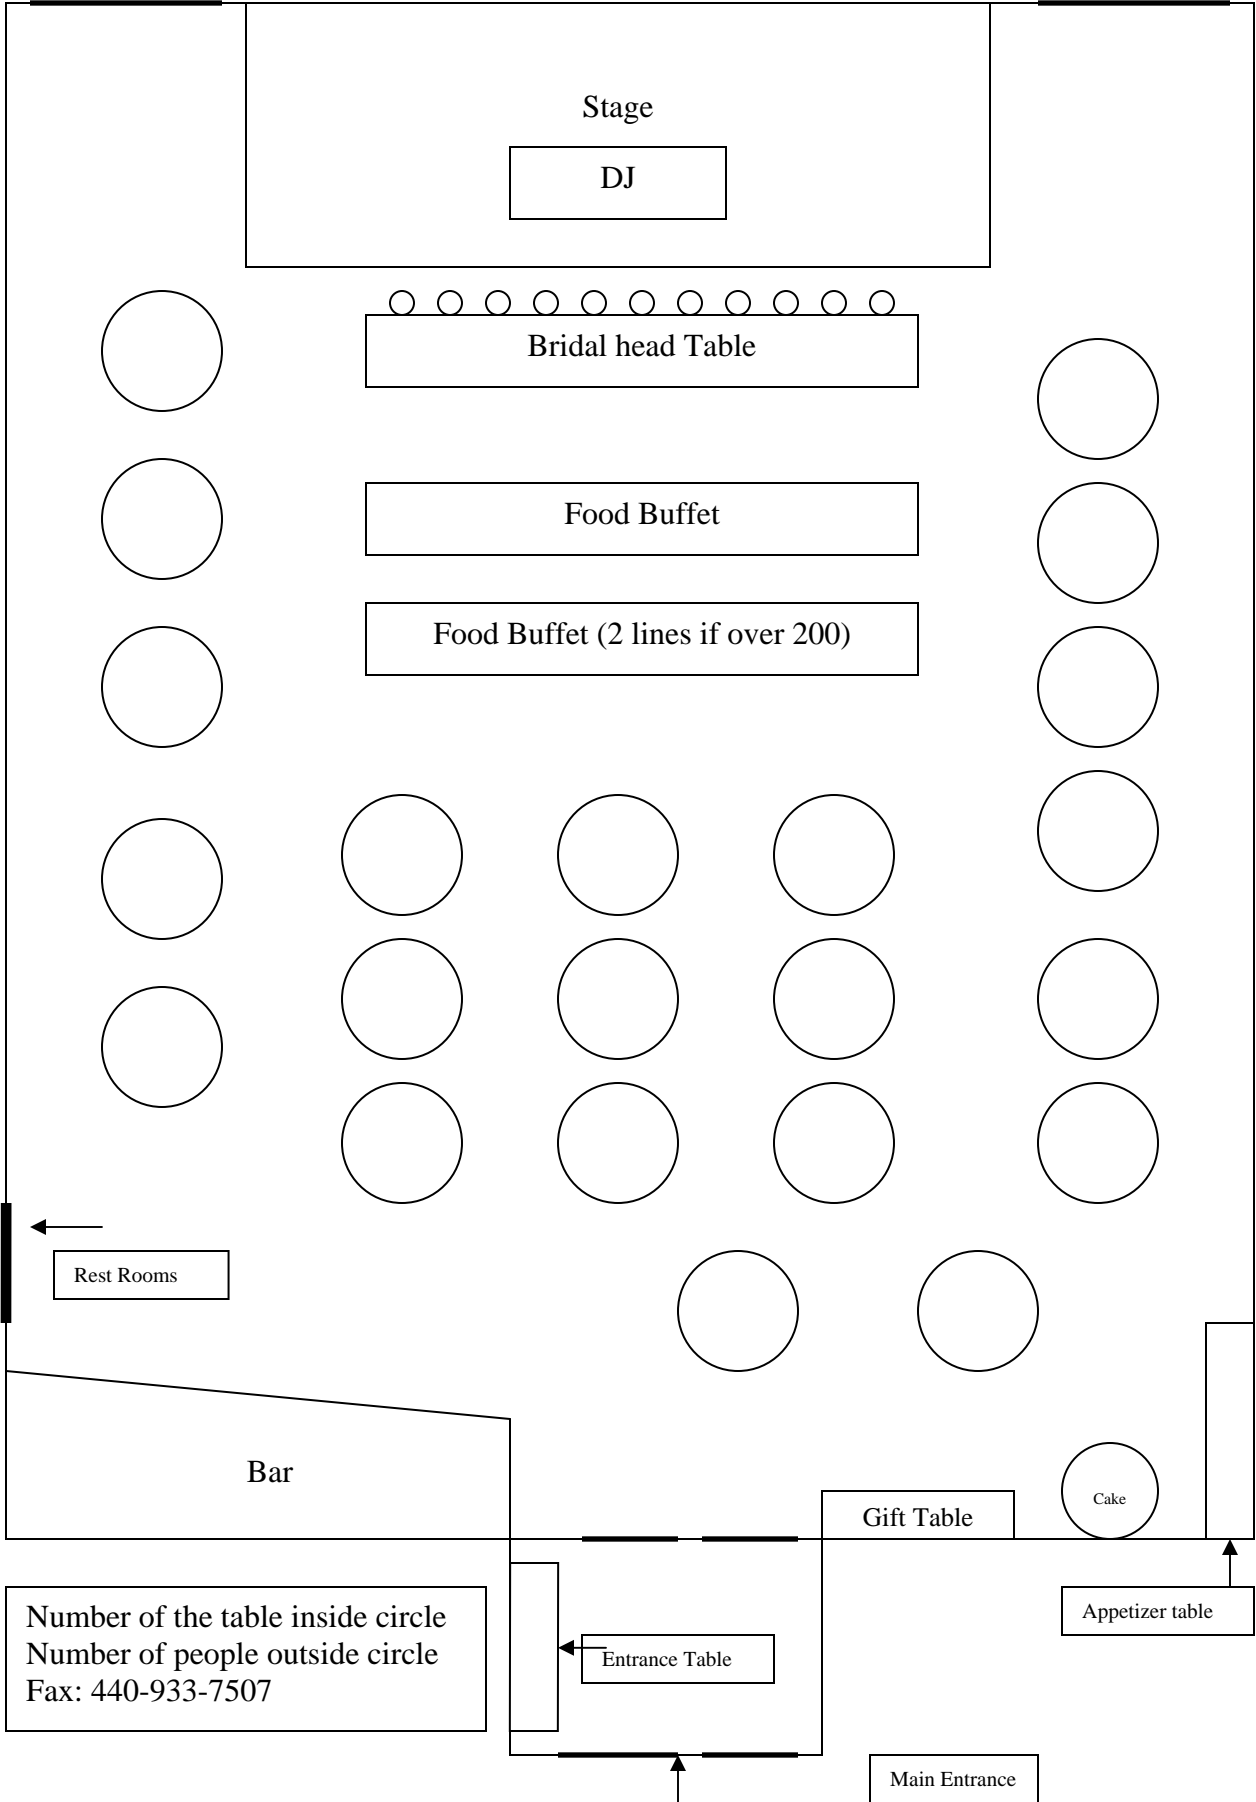 Stage
DJ
Bridal head Table
Food Buffet
Food Buffet (2 lines if over 200)
Rest Rooms
Bar
Cake
Gift Table
Appetizer table
Number of the table inside circle
Number of people outside circle
Fax: 440-933-7507
Entrance Table
Main Entrance